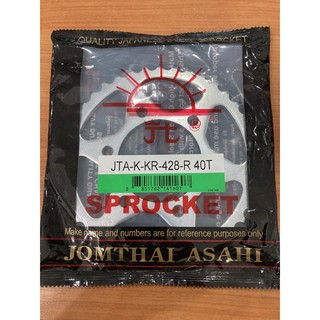 QUALITY JAPANESE SPROCKET
JTA-K-KR-428-R 40T
SPROCKET
Make name and numbers are for reference purposes only
JOMTHAI ASAHI